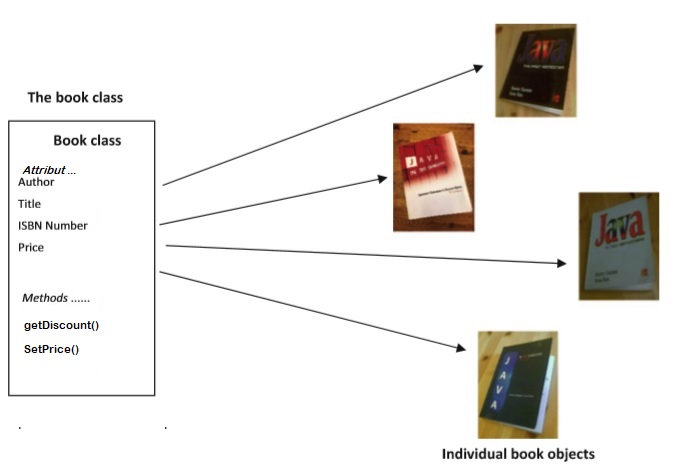 The book class
Book class
Attribut ...
Author
Title
ISBN Number
Price
Methods ......
getDiscount()
SetPrice()
Java
JAVA
Java
JAVA
Individual book objects